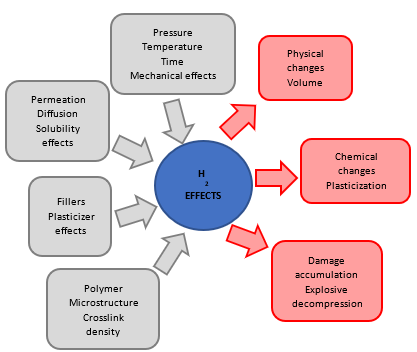 Pressure
Temperature
Time
Mechanical effects
Physical
changes
Volume
Permeation
Diffusion
Solubility
effects
H
2
EFFECTS
Chemical
changes
Plasticization
Fillers
Plasticizer
effects
Damage
accumulation
Explosive
decompression
Polymer
Microstructure
Crosslink
density